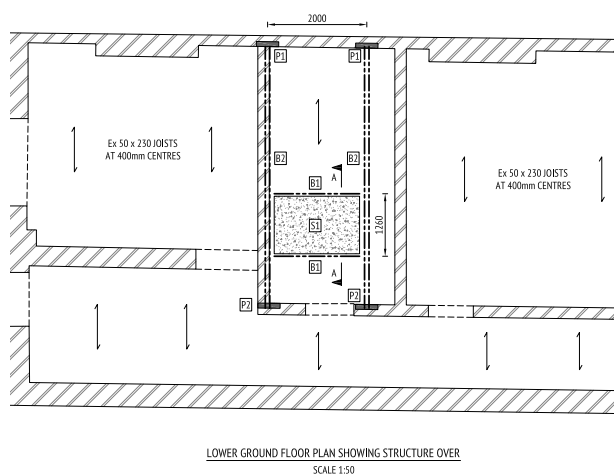 2000
P1
P1
Ex 50 x 230 JOISTS
AT 400mm CENTRES
B2
B2
A
B1
Ex 50 x 230 JOISTS
AT 400mm CENTRES
S1
1260
B1
A
P2
P2
LOWER GROUND FLOOR PLAN SHOWING STRUCTURE OVER
SCALE 1:50